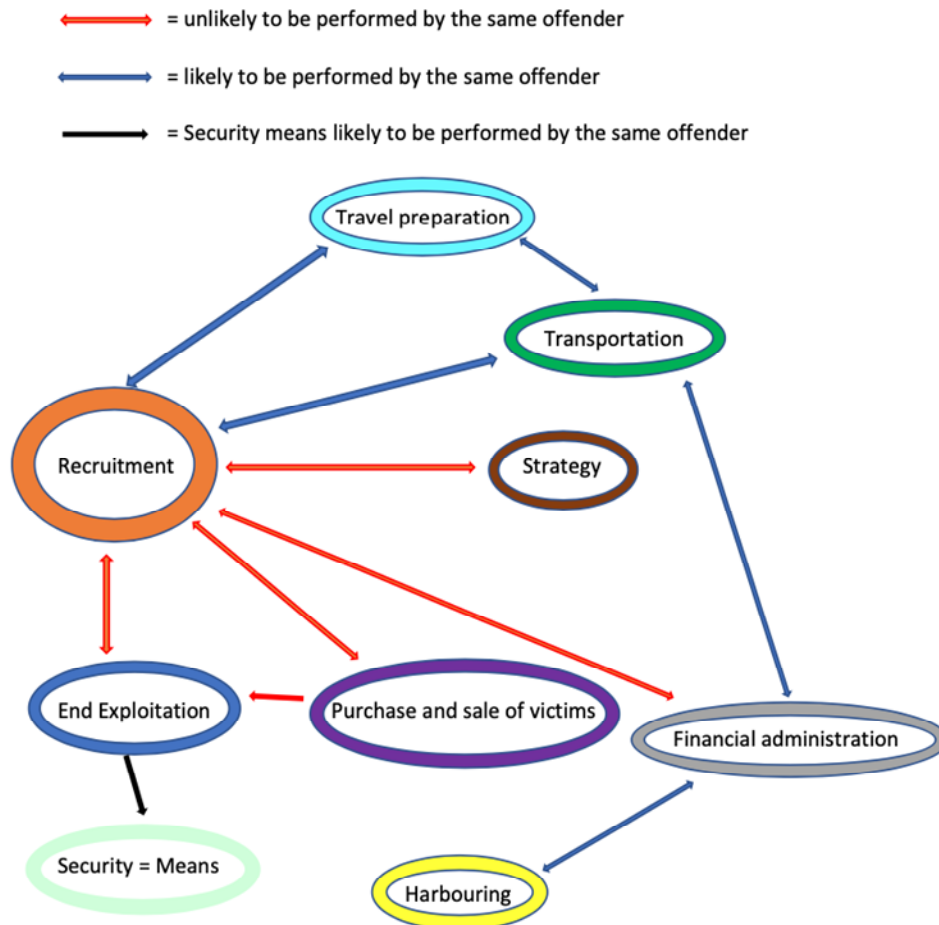 = unlikely to be performed by the same offender
= likely to be performed by the same offender
= Security means likely to be performed by the same offender
Travel preparation
Transportation
Recruitment
Strategy
End Exploitation
Purchase and sale of victims
Financial administration
Security = Means
Harbouring